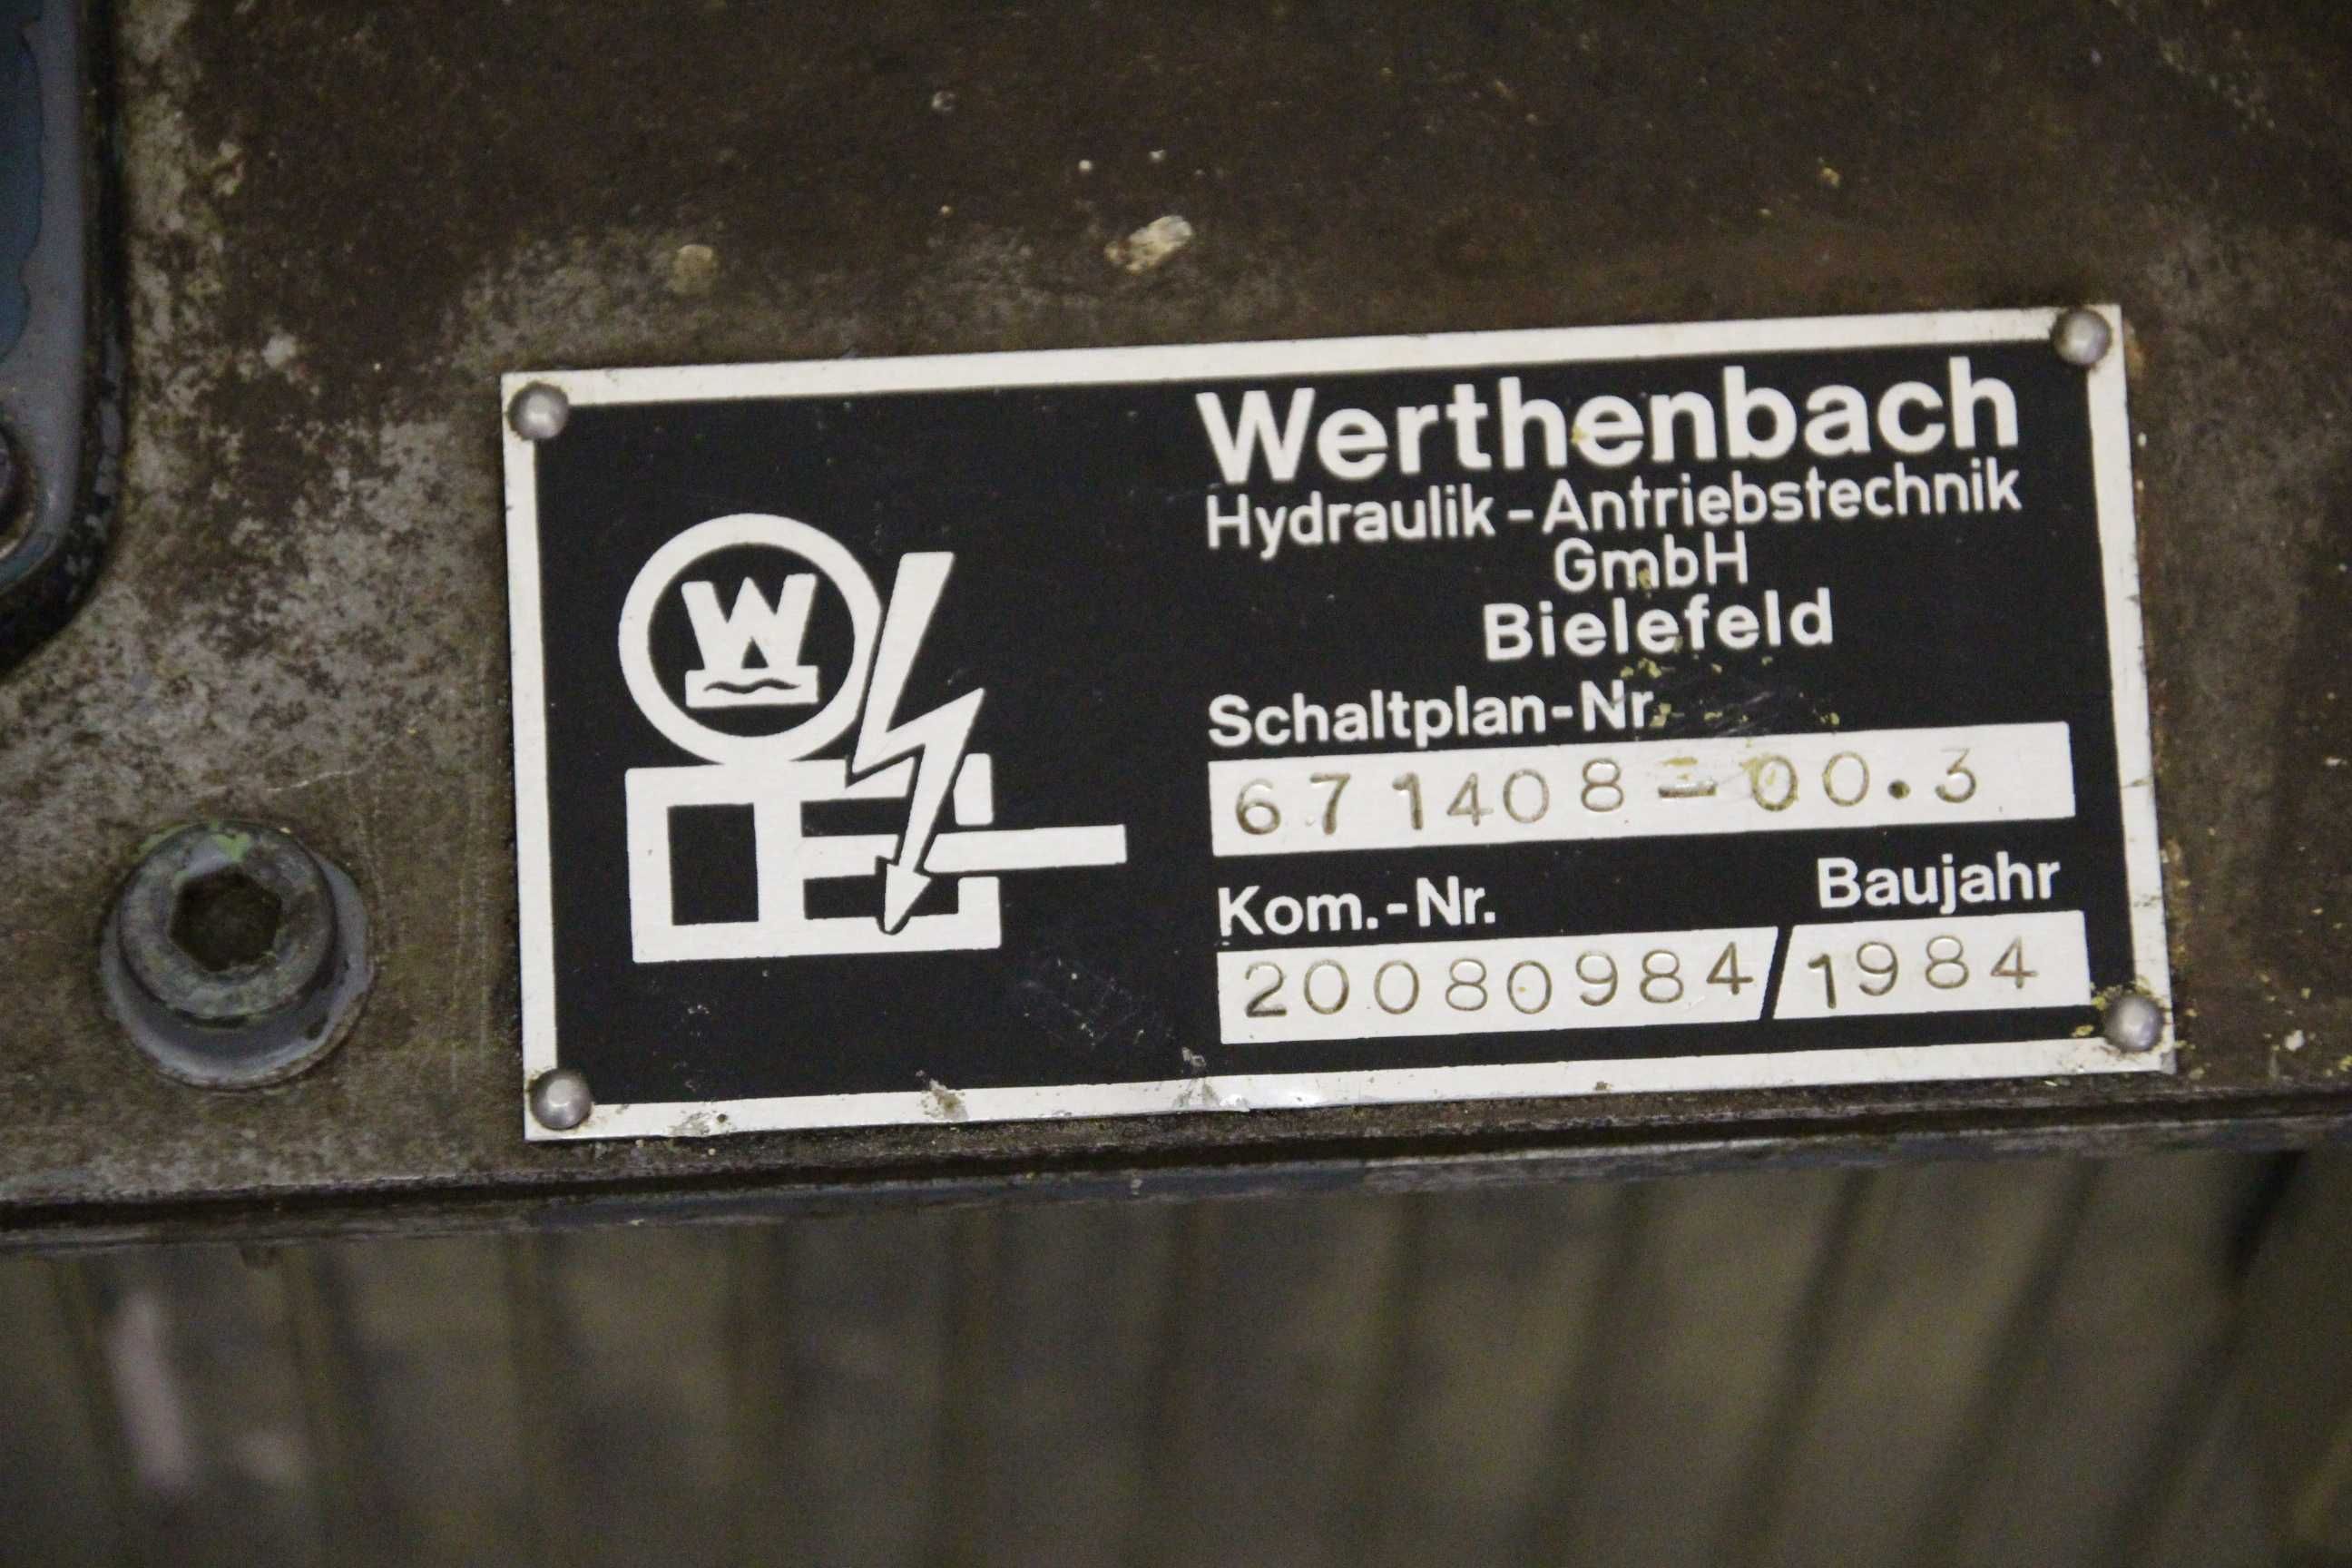 Werthenbach
Hydraulik-Antriebstechnik
GmbH
Bielefeld
Schaltplan-Nr.
671408-00.3
Kom.-Nr. Baujahr
20080984/1984
W